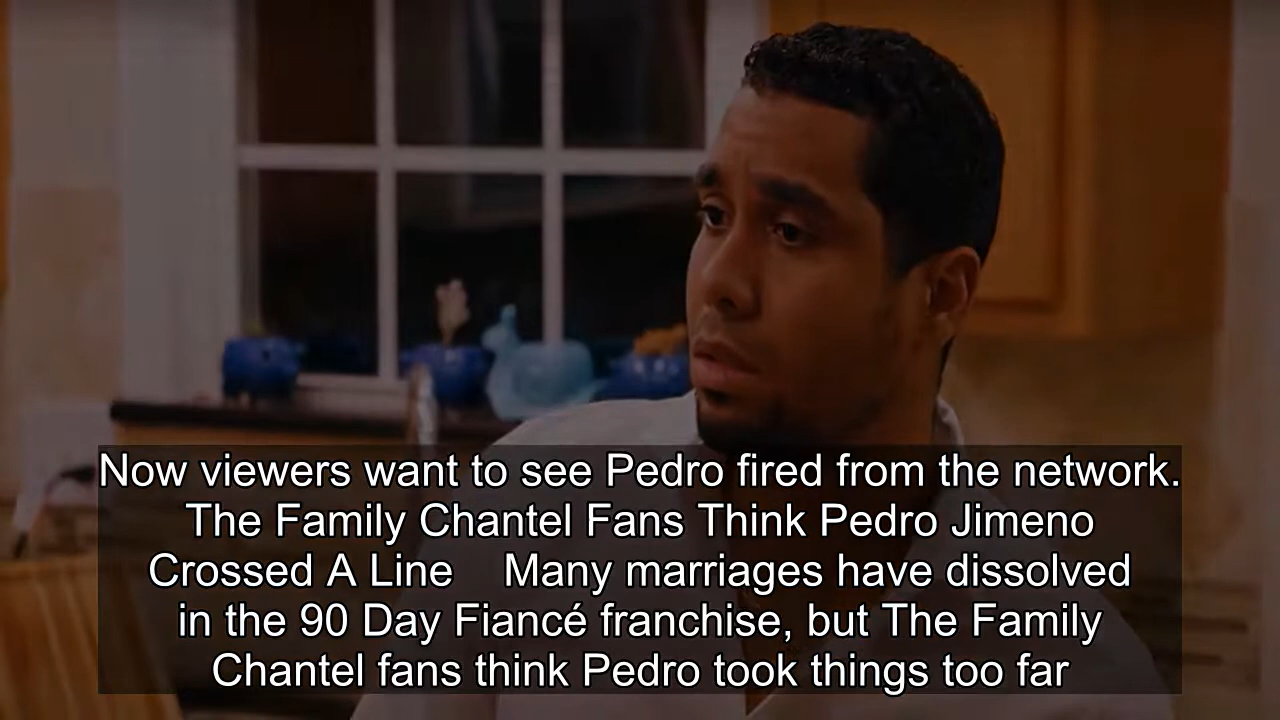 Now viewers want to see Pedro fired from the network.
The Family Chantel Fans Think Pedro Jimeno
Crossed A Line    Many marriages have dissolved
in the 90 Day Fiancé franchise, but The Family
Chantel fans think Pedro took things too far